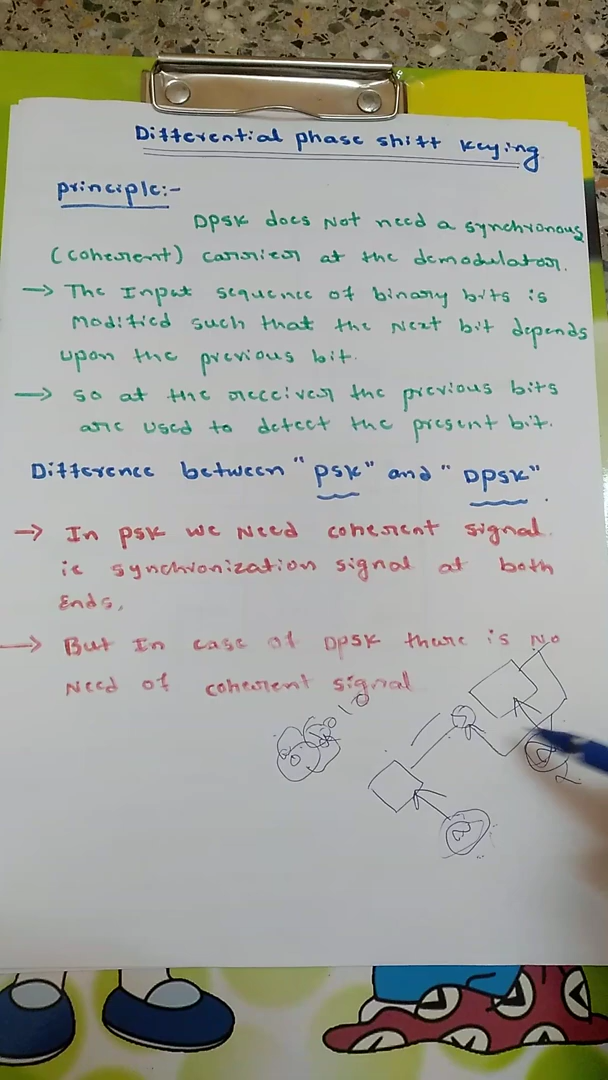 Differential phase shift keying
principle:-
DPSK does Not need a synchronous
(coherent) carrier at the demodulator.
→ The Input sequence of binary bits is
Modified such that the Next bit depends
upon the previous bit.
→ so at the receiver the previous bits
are used to detect the present bit.
Difference between "PSK" and "DPSK".
→ In PSK we Need coherent signal.
ie synchronization signal at both
Ends,
→ But In case of DPSK there is No
Need of coherent signal